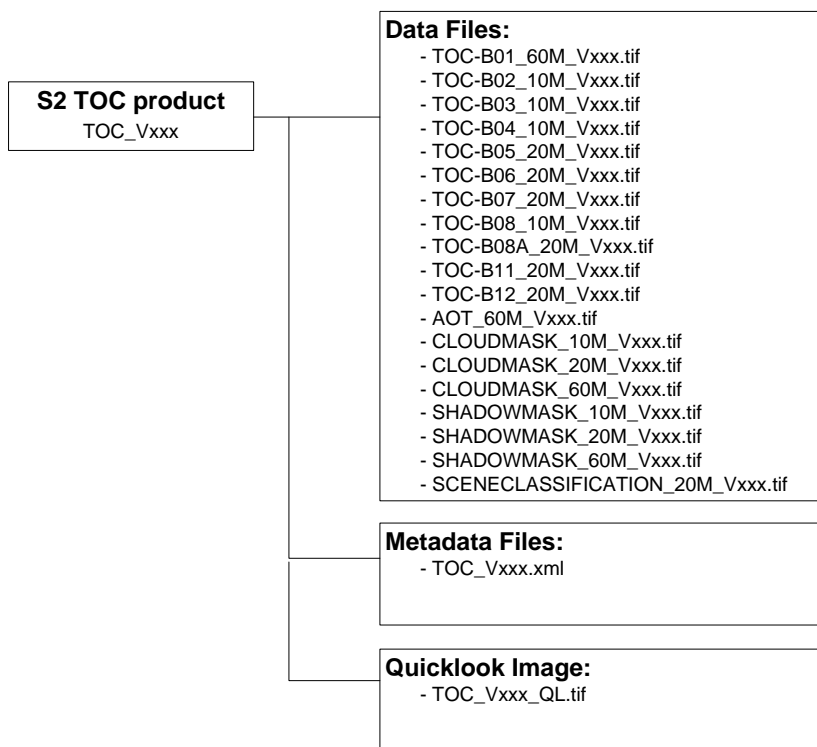 S2 TOC product
TOC_Vxxx
Data Files:
- TOC-B01_60M_Vxxx.tif
- TOC-B02_10M_Vxxx.tif
- TOC-B03_10M_Vxxx.tif
- TOC-B04_10M_Vxxx.tif
- TOC-B05_20M_Vxxx.tif
- TOC-B06_20M_Vxxx.tif
- TOC-B07_20M_Vxxx.tif
- TOC-B08_10M_Vxxx.tif
- TOC-B08A_20M_Vxxx.tif
- TOC-B11_20M_Vxxx.tif
- TOC-B12_20M_Vxxx.tif
- AOT_60M_Vxxx.tif
- CLOUDMASK_10M_Vxxx.tif
- CLOUDMASK_20M_Vxxx.tif
- CLOUDMASK_60M_Vxxx.tif
- SHADOWMASK_10M_Vxxx.tif
- SHADOWMASK_20M_Vxxx.tif
- SHADOWMASK_60M_Vxxx.tif
- SCENECLASSIFICATION_20M_Vxxx.tif
Metadata Files:
- TOC_Vxxx.xml
Quicklook Image:
- TOC_Vxxx_QL.tif